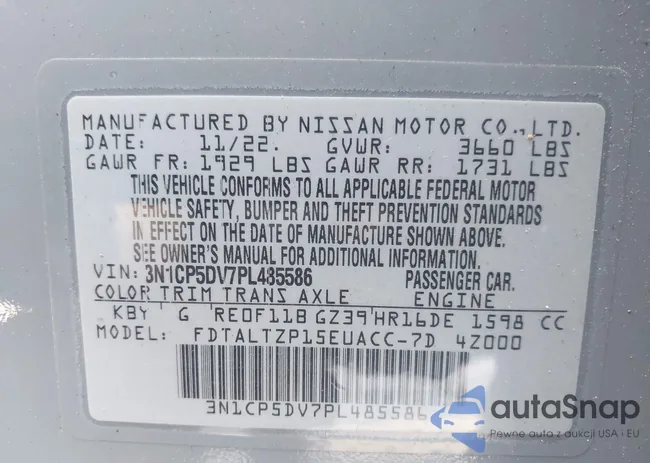 MANUFACTURED BY NISSAN MOTOR CO.,LTD.
DATE: 11/22. GVWR: 3660 LBS
GAWR FR: 1929 LBS GAWR RR: 1731 LBS
THIS VEHICLE CONFORMS TO ALL APPLICABLE FEDERAL MOTOR
VEHICLE SAFETY, BUMPER AND THEFT PREVENTION STANDARDS
IN EFFECT ON THE DATE OF MANUFACTURE SHOWN ABOVE.
SEE OWNER'S MANUAL FOR ADDITIONAL INFORMATION.
VIN: 3N1CP5DV7PL485586 PASSENGER CAR.
COLOR TRIM TRANS AXLE ENGINE
KBY G RE0F11B GZ39 HR16DE 1598 CC
MODEL: FDTALTZP15EUACC-7D 4Z000
3N1CP5DV7PL485586
autoSnap
Pewne auta z aukcji USA i EU